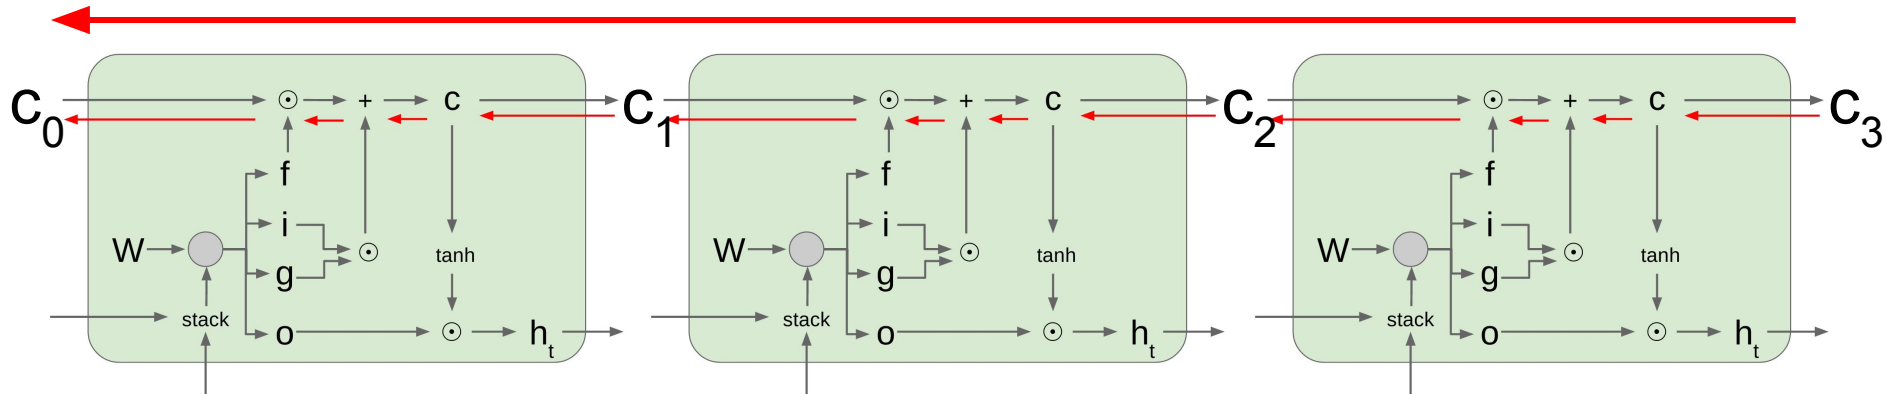 c0 ⊙ + c c1 ⊙ + c c2 ⊙ + c c3
f f f
i i i
W ⊙ tanh W ⊙ tanh W ⊙ tanh
g g g
stack stack stack
o ⊙ ht o ⊙ ht o ⊙ ht